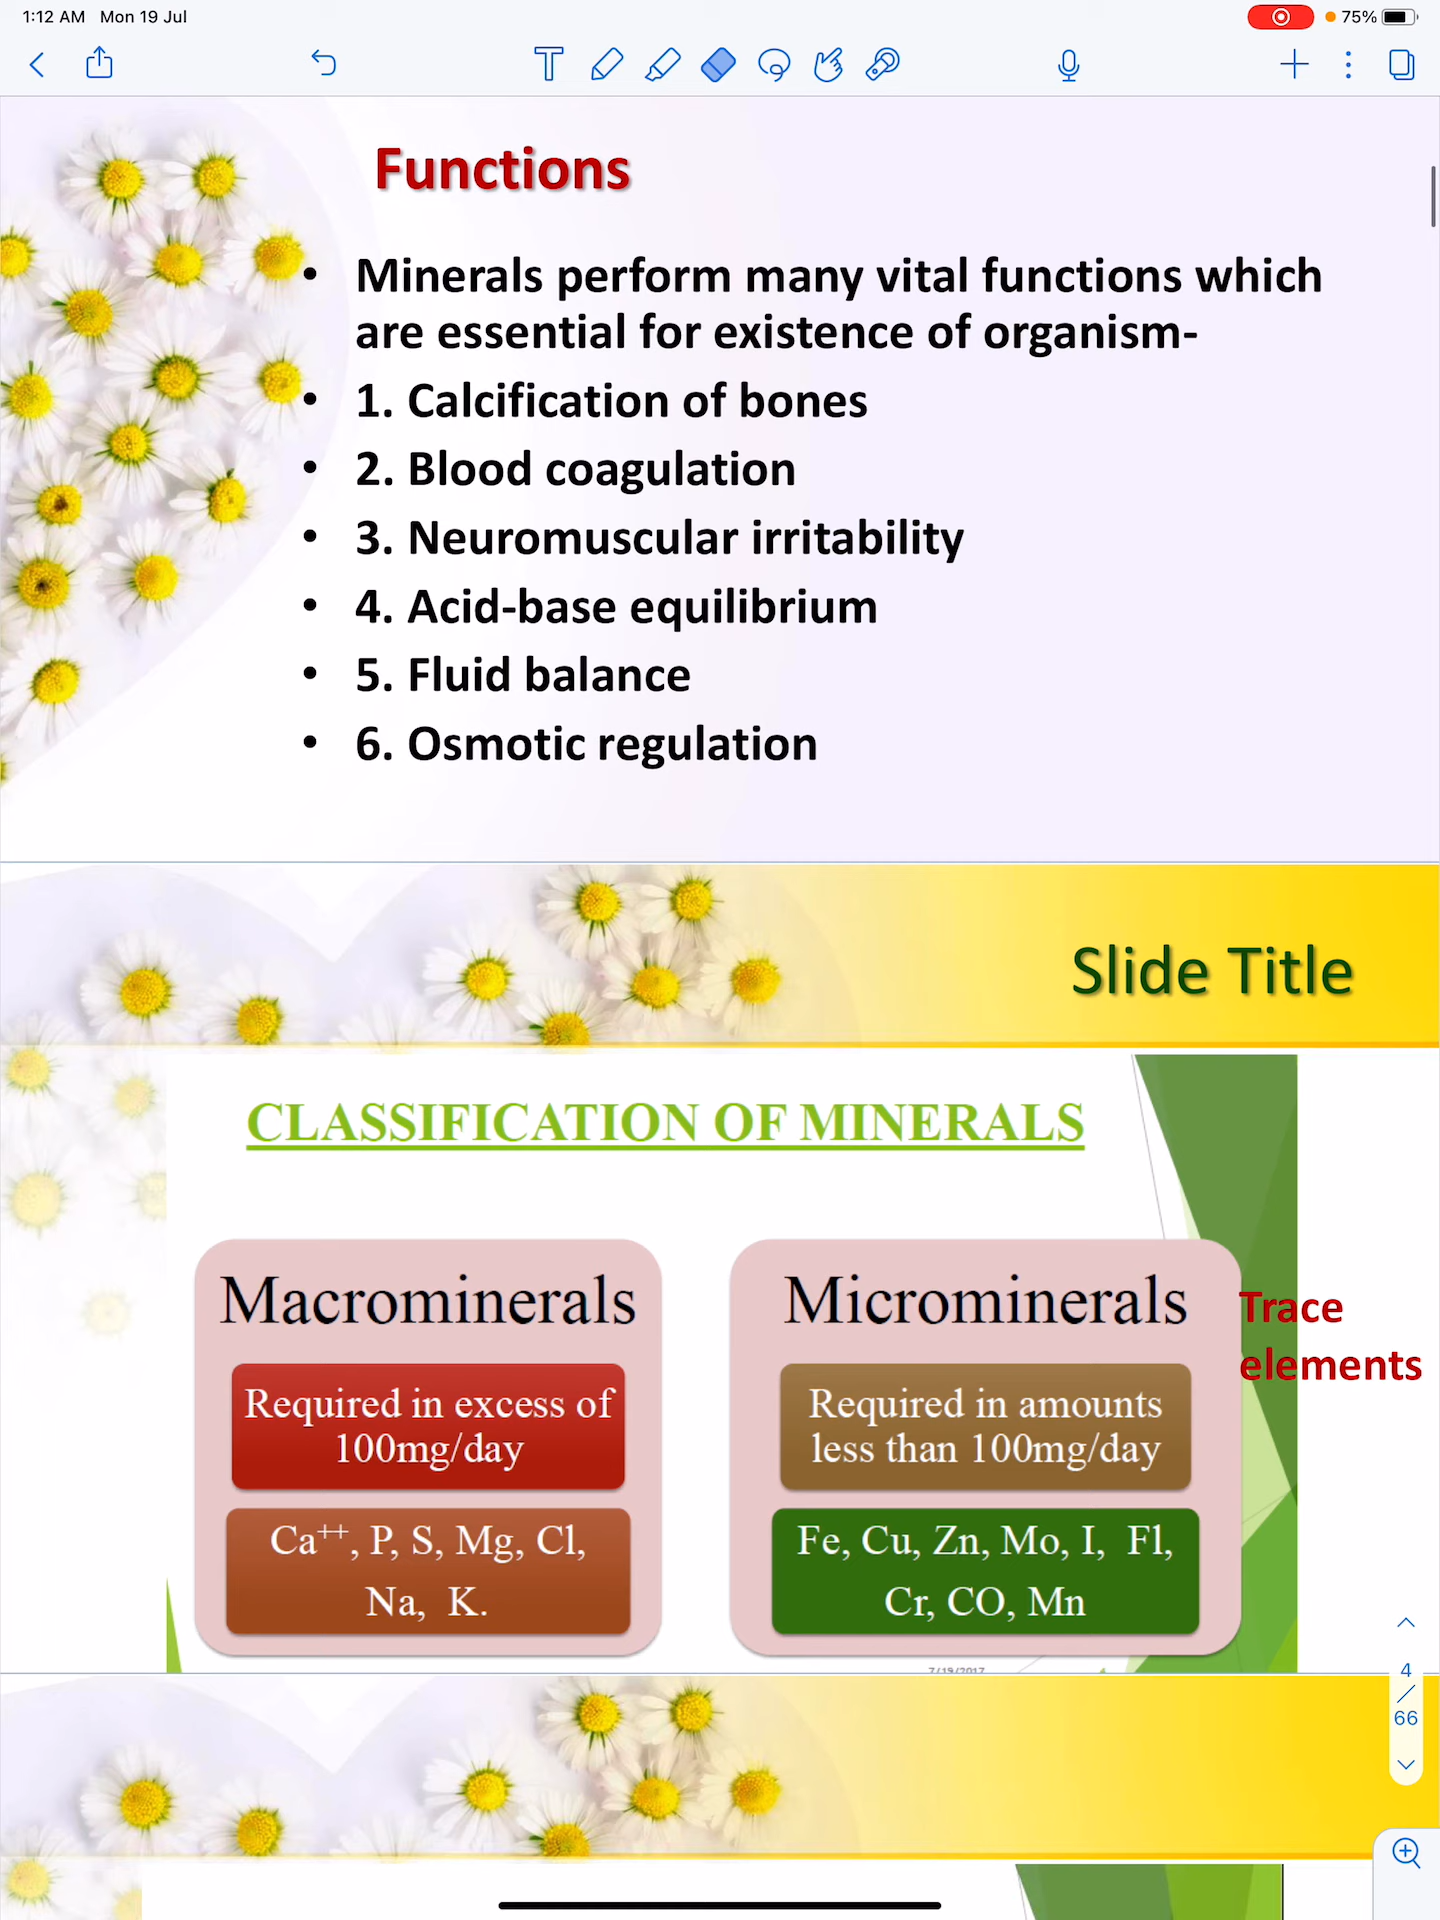 1:12 AM Mon 19 Jul
75%
Functions
• Minerals perform many vital functions which
are essential for existence of organism-
• 1. Calcification of bones
• 2. Blood coagulation
• 3. Neuromuscular irritability
• 4. Acid-base equilibrium
• 5. Fluid balance
• 6. Osmotic regulation
Slide Title
CLASSIFICATION OF MINERALS
Macrominerals
Required in excess of
100mg/day
Ca⁺⁺, P, S, Mg, Cl,
Na, K.
Microminerals
Required in amounts
less than 100mg/day
Fe, Cu, Zn, Mo, I, Fl,
Cr, CO, Mn
Trace
elements
7/19/2017
4
/
66